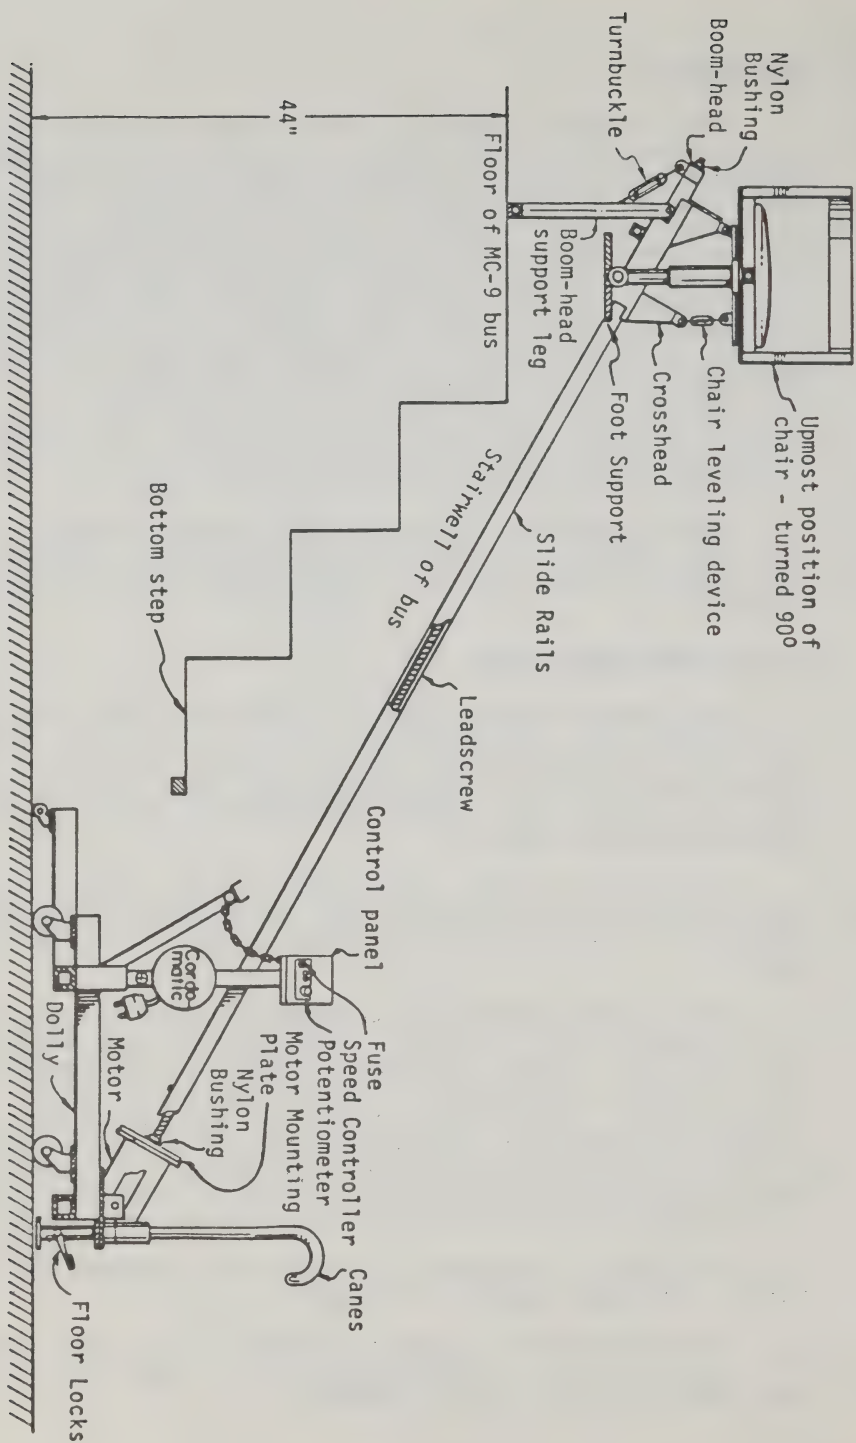 Nylon
Bushing
Boom-head
Turnbuckle
Upmost position of
chair - turned 90⁰
Chair leveling device
Crosshead
Foot Support
Boom-head
support leg
Floor of MC-9 bus
44"
Slide Rails
Stairwell of bus
Leadscrew
Bottom step
Control panel
Cordo
matic
Fuse
Speed Controller
Potentiometer
Motor Mounting
Plate
Nylon
Bushing
Motor
Dolly
Canes
Floor Locks